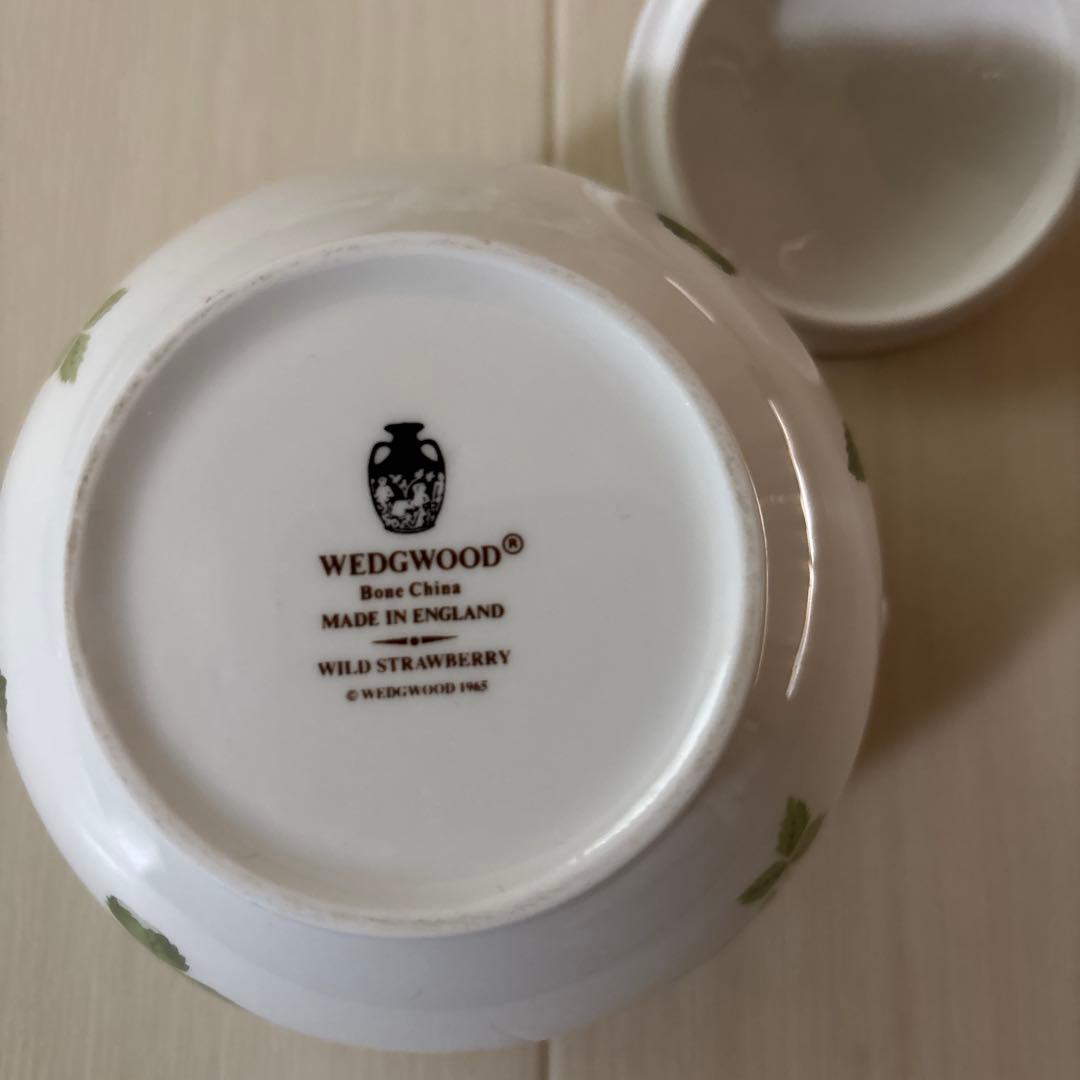 WEDGWOOD®
Bone China
MADE IN ENGLAND
WILD STRAWBERRY
© WEDGWOOD 1965